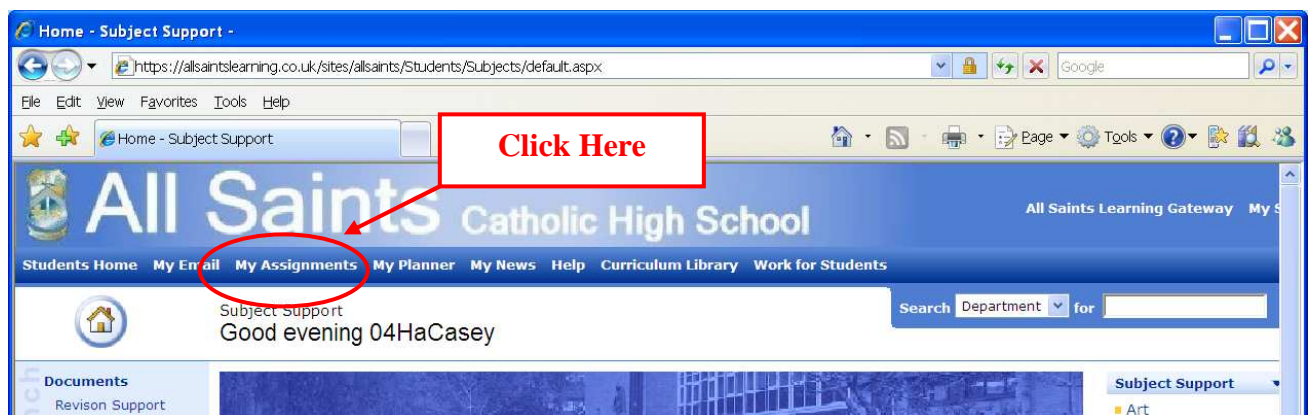 Home - Subject Support -
https://allsaintslearning.co.uk/sites/allsaints/Students/Subjects/default.aspx
Google
File Edit View Favorites Tools Help
Home - Subject Support
Page Tools
Click Here
All Saints Catholic High School
All Saints Learning Gateway My S
Students Home My Email My Assignments My Planner My News Help Curriculum Library Work for Students
Search Department for
Subject Support
Good evening 04HaCasey
Documents
Revison Support
Subject Support
Art